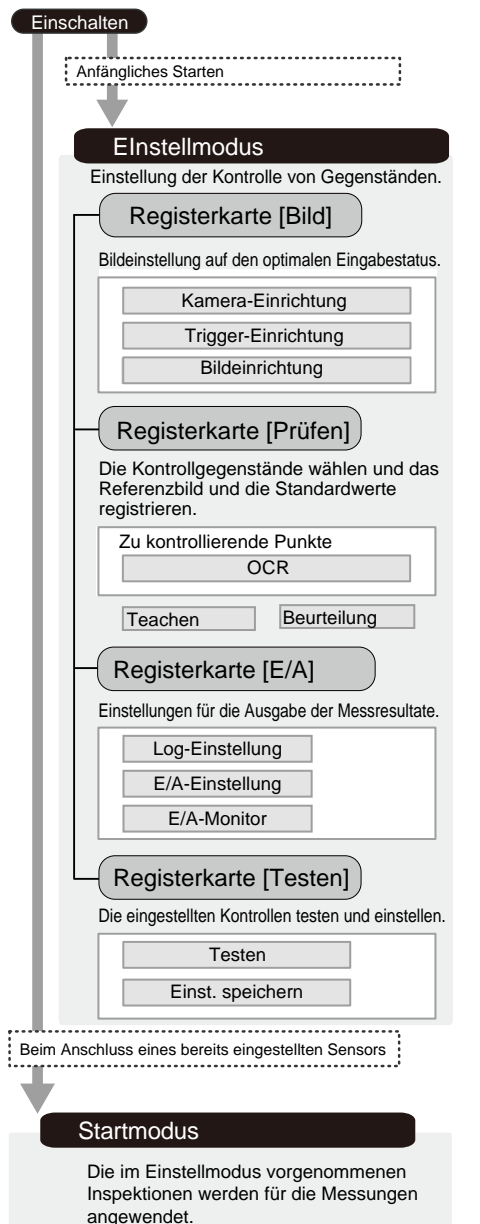 Einschalten
Anfängliches Starten
EInstellmodus
Einstellung der Kontrolle von Gegenständen.
Registerkarte [Bild]
Bildeinstellung auf den optimalen Eingabestatus.
Kamera-Einrichtung
Trigger-Einrichtung
Bildeinrichtung
Registerkarte [Prüfen]
Die Kontrollgegenstände wählen und das
Referenzbild und die Standardwerte
registrieren.
Zu kontrollierende Punkte
OCR
Teachen
Beurteilung
Registerkarte [E/A]
Einstellungen für die Ausgabe der Messresultate.
Log-Einstellung
E/A-Einstellung
E/A-Monitor
Registerkarte [Testen]
Die eingestellten Kontrollen testen und einstellen.
Testen
Einst. speichern
Beim Anschluss eines bereits eingestellten Sensors
Startmodus
Die im Einstellmodus vorgenommenen
Inspektionen werden für die Messungen
angewendet.